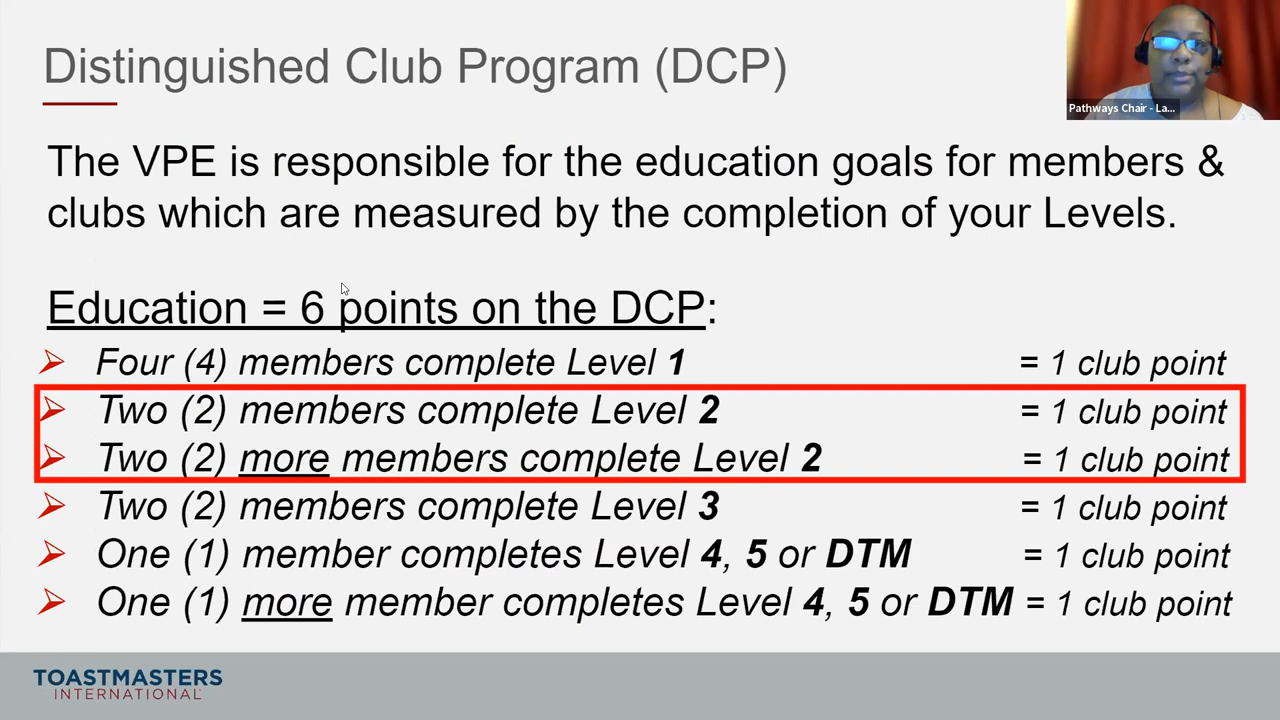 Distinguished Club Program (DCP)
Pathways Chair - La...
The VPE is responsible for the education goals for members &
clubs which are measured by the completion of your Levels.
Education = 6 points on the DCP:
Four (4) members complete Level 1 = 1 club point
Two (2) members complete Level 2 = 1 club point
Two (2) more members complete Level 2 = 1 club point
Two (2) members complete Level 3 = 1 club point
One (1) member completes Level 4, 5 or DTM = 1 club point
One (1) more member completes Level 4, 5 or DTM = 1 club point
TOASTMASTERS
INTERNATIONAL